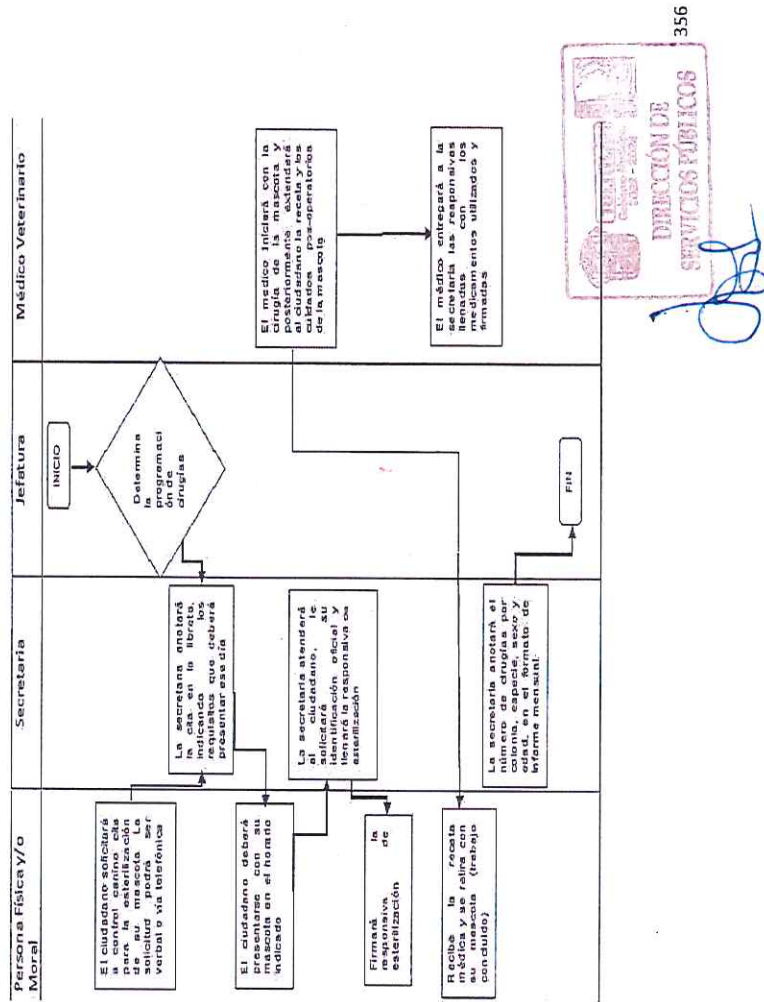 Persona Física y/o
Moral
Secretaria
Jefatura
Médico Veterinario
INICIO
Determina
la
programaci
ón de
cirugías
El ciudadano solicitará
a control canino cita
para la esterilización
de su mascota La
solicitud podrá ser
verbal o vía telefónica
La secretaria anotará
la cita en la libreta,
indicando los
requisitos que deberá
presentar ese día
El ciudadano deberá
presentarse con su
mascota en el horario
indicado
La secretaria atenderá
al ciudadano, le
solicitará su
identificación oficial y
llenará la responsiva de
esterilización
Firmará la
responsiva de
esterilización
El médico iniciará con la
cirugía de la mascota y
posteriormente extenderá
al ciudadano la receta y los
cuidados pos-operatorios
de la mascota
Recibe la receta
médica y se retira con
su mascota (trabajo
concluido)
El médico entregará a la
secretaria las responsivas
llenadas con los
medicamentos utilizados y
firmadas
La secretaria anotará el
número de cirugías por
colonia, especie, sexo y
edad, en el formato de
Informe mensual.
FIN
DIRECCIÓN DE
SERVICIOS PÚBLICOS
356